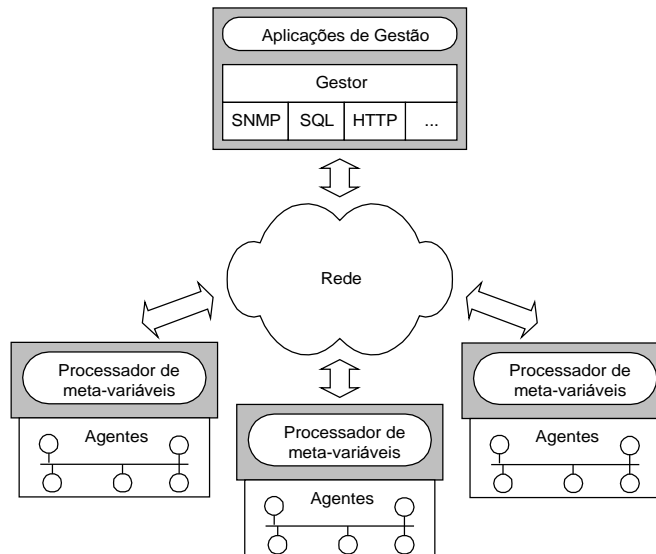 Aplicações de Gestão
Gestor
SNMP SQL HTTP ...
Rede
Processador de
meta-variáveis
Agentes
Processador de
meta-variáveis
Agentes
Processador de
meta-variáveis
Agentes